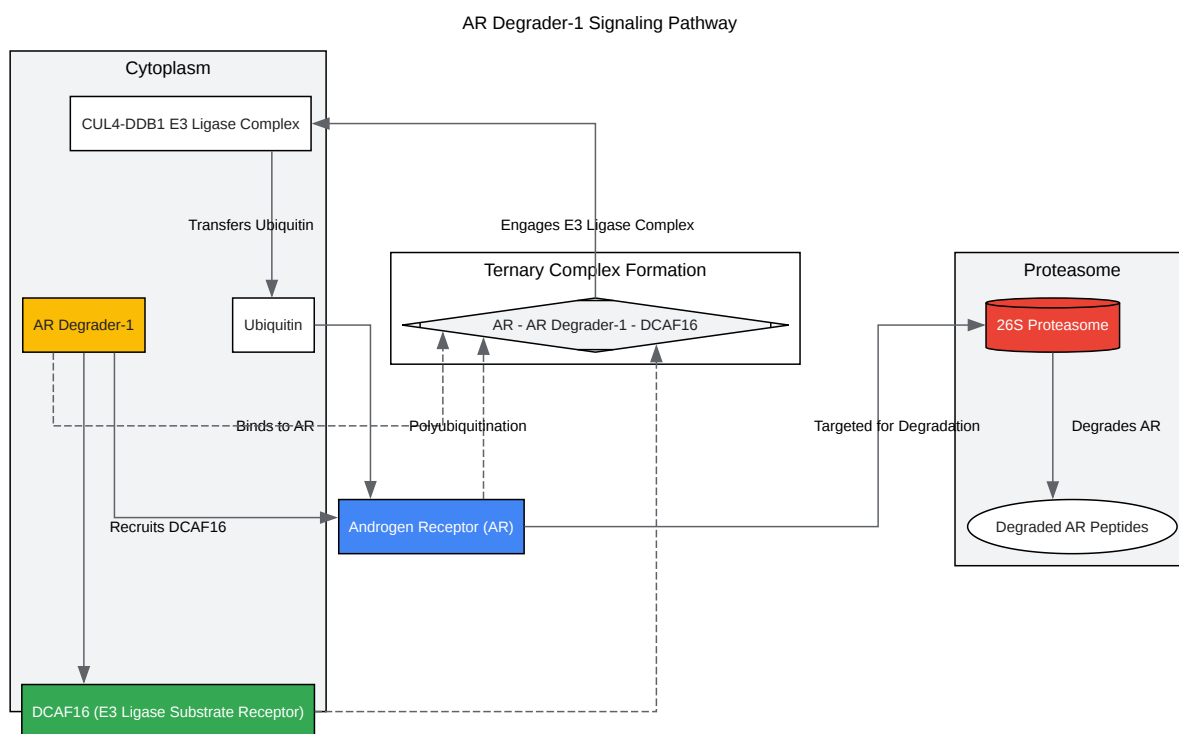 AR Degrader-1 Signaling Pathway
Cytoplasm
CUL4-DDB1 E3 Ligase Complex
Transfers Ubiquitin
Engages E3 Ligase Complex
Ternary Complex Formation
Proteasome
AR Degrader-1
Ubiquitin
AR - AR Degrader-1 - DCAF16
26S Proteasome
Binds to AR
Polyubiquitination
Targeted for Degradation
Degrades AR
Recruits DCAF16
Androgen Receptor (AR)
Degraded AR Peptides
DCAF16 (E3 Ligase Substrate Receptor)